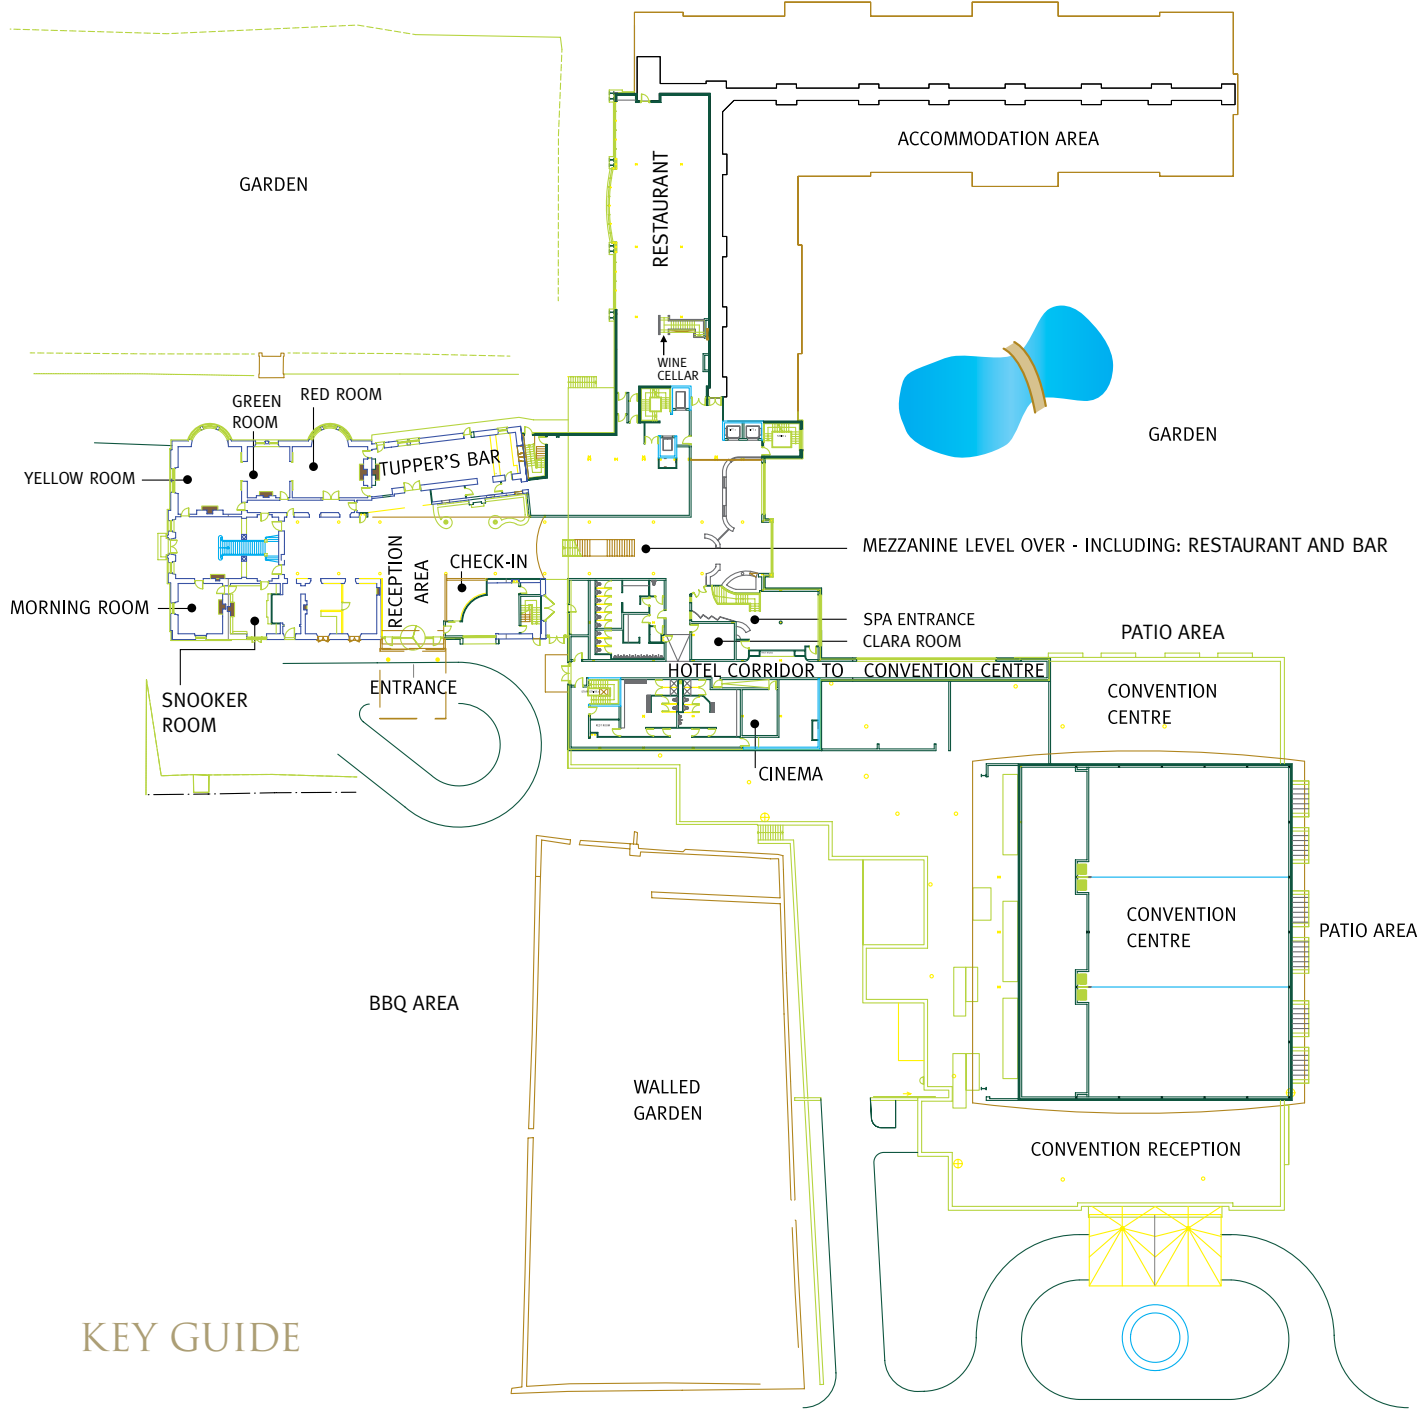 ACCOMMODATION AREA
GARDEN
RESTAURANT
WINE
CELLAR
RED ROOM
GREEN
ROOM
GARDEN
YELLOW ROOM
TUPPER'S BAR
MEZZANINE LEVEL OVER - INCLUDING: RESTAURANT AND BAR
RECEPTION
AREA
CHECK-IN
MORNING ROOM
SPA ENTRANCE
CLARA ROOM
PATIO AREA
HOTEL CORRIDOR TO CONVENTION CENTRE
ENTRANCE
SNOOKER
ROOM
CONVENTION
CENTRE
CINEMA
CONVENTION
CENTRE
PATIO AREA
BBQ AREA
WALLED
GARDEN
CONVENTION RECEPTION
KEY GUIDE